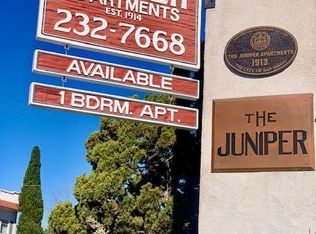 APARTMENTS
EST. 1914
232-7668
AVAILABLE
1 BDRM. APT.
THE JUNIPER APARTMENTS
1913
THE CITY OF SAN DIEGO
THE
JUNIPER